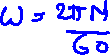 ω = 2πN/60